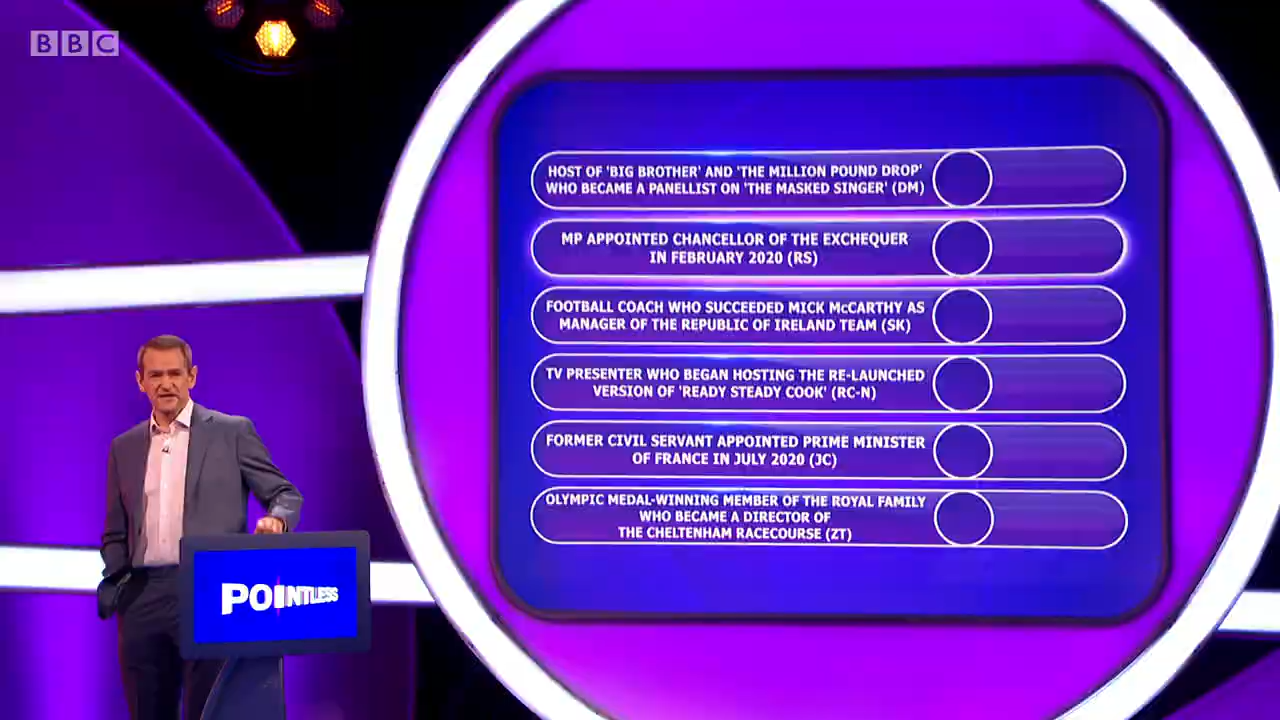 BBC
HOST OF 'BIG BROTHER' AND 'THE MILLION POUND DROP'
WHO BECAME A PANELLIST ON 'THE MASKED SINGER' (DM)
MP APPOINTED CHANCELLOR OF THE EXCHEQUER
IN FEBRUARY 2020 (RS)
FOOTBALL COACH WHO SUCCEEDED MICK McCARTHY AS
MANAGER OF THE REPUBLIC OF IRELAND TEAM (SK)
TV PRESENTER WHO BEGAN HOSTING THE RE-LAUNCHED
VERSION OF 'READY STEADY COOK' (RC-N)
FORMER CIVIL SERVANT APPOINTED PRIME MINISTER
OF FRANCE IN JULY 2020 (JC)
OLYMPIC MEDAL-WINNING MEMBER OF THE ROYAL FAMILY
WHO BECAME A DIRECTOR OF
THE CHELTENHAM RACECOURSE (ZT)
POINTLESS